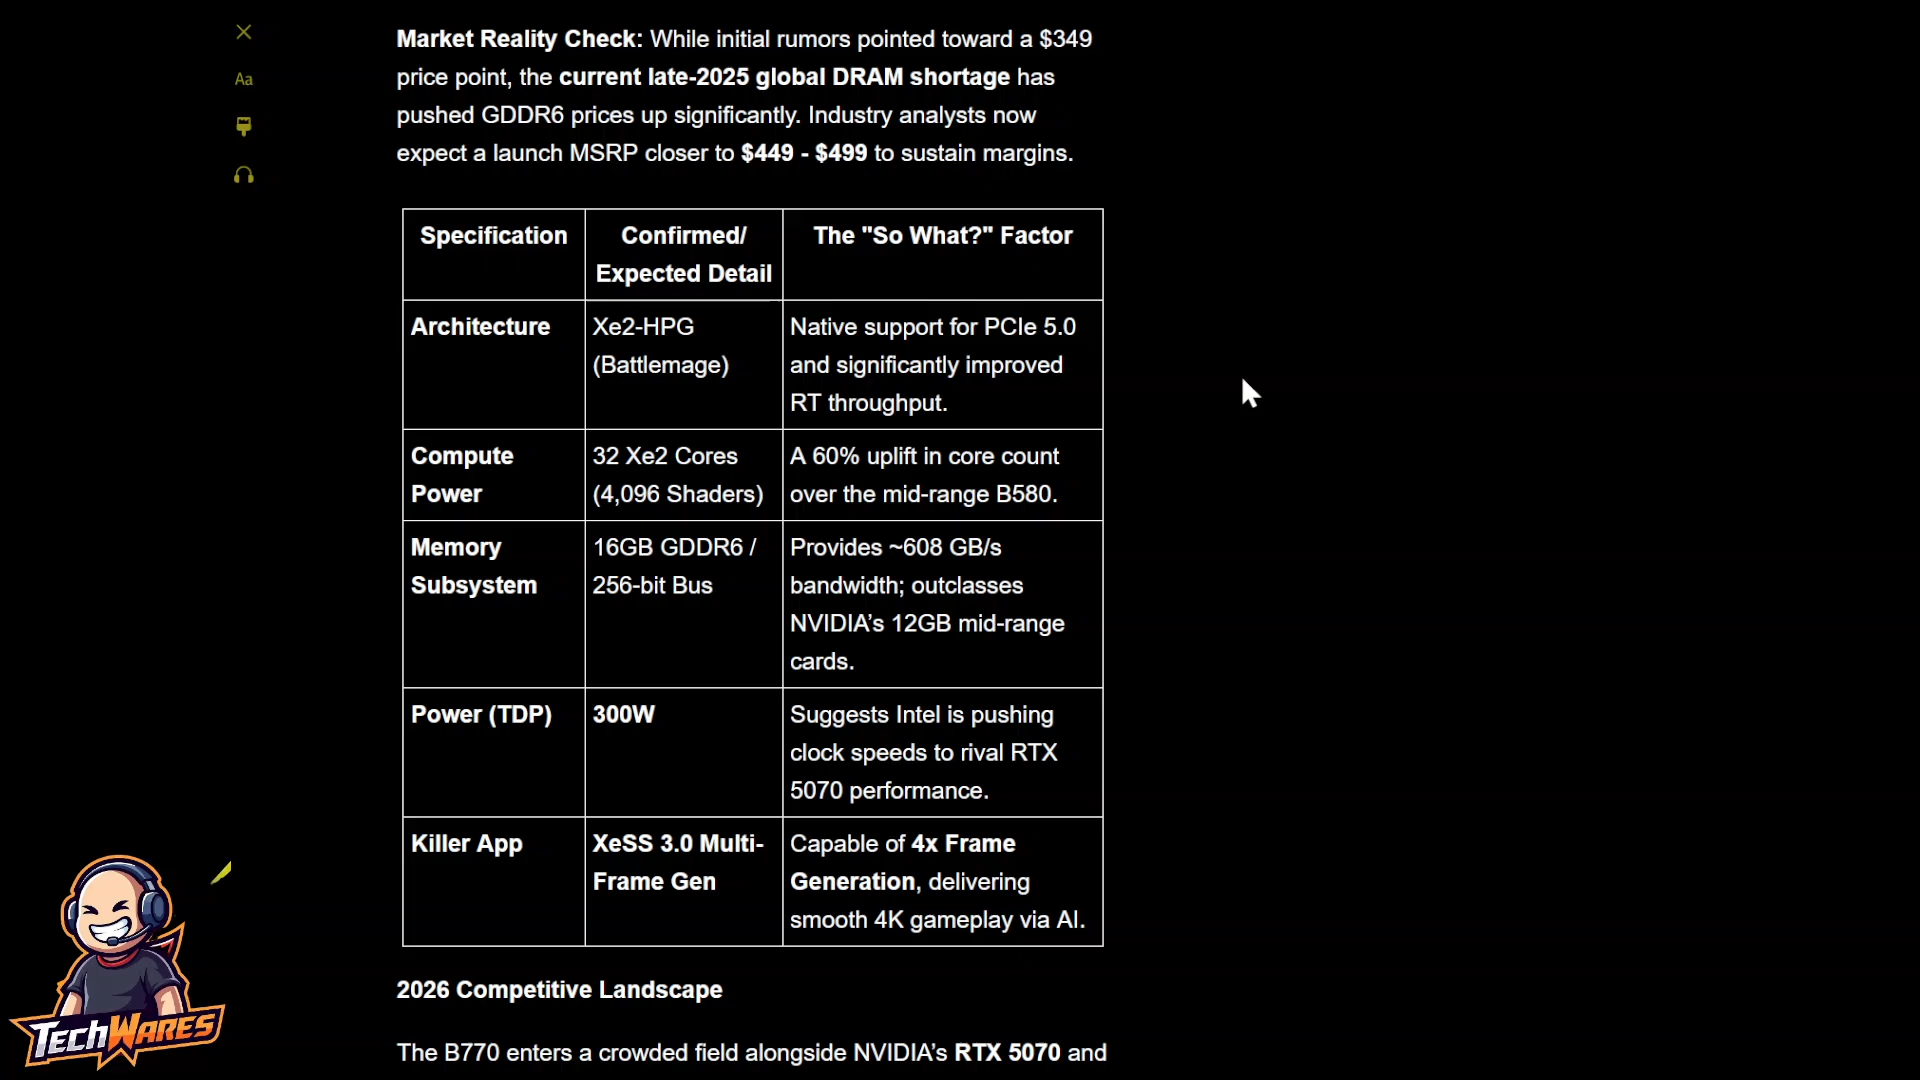 Market Reality Check: While initial rumors pointed toward a $349
price point, the current late-2025 global DRAM shortage has
pushed GDDR6 prices up significantly. Industry analysts now
expect a launch MSRP closer to $449 - $499 to sustain margins.
Aa
Specification
Confirmed/
Expected Detail
The "So What?" Factor
Architecture
Xe2-HPG
(Battlemage)
Native support for PCIe 5.0
and significantly improved
RT throughput.
Compute
Power
32 Xe2 Cores
(4,096 Shaders)
A 60% uplift in core count
over the mid-range B580.
Memory
Subsystem
16GB GDDR6 /
256-bit Bus
Provides ~608 GB/s
bandwidth; outclasses
NVIDIA’s 12GB mid-range
cards.
Power (TDP)
300W
Suggests Intel is pushing
clock speeds to rival RTX
5070 performance.
Killer App
XeSS 3.0 Multi-
Frame Gen
Capable of 4x Frame
Generation, delivering
smooth 4K gameplay via AI.
2026 Competitive Landscape
The B770 enters a crowded field alongside NVIDIA’s RTX 5070 and
TECHWARES